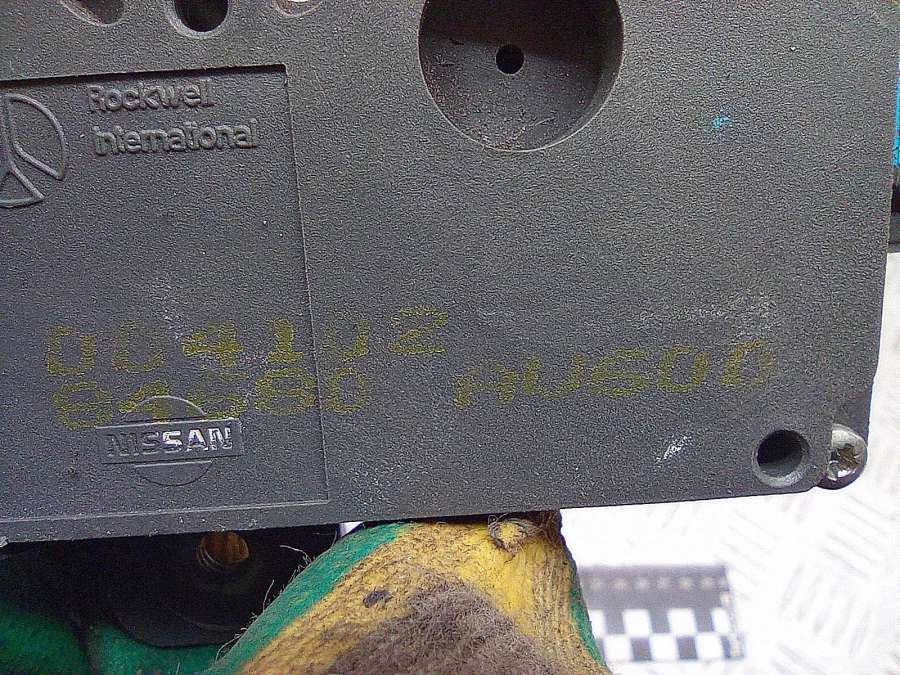 Rockwell
International
004102
84680 AU600
NISSAN